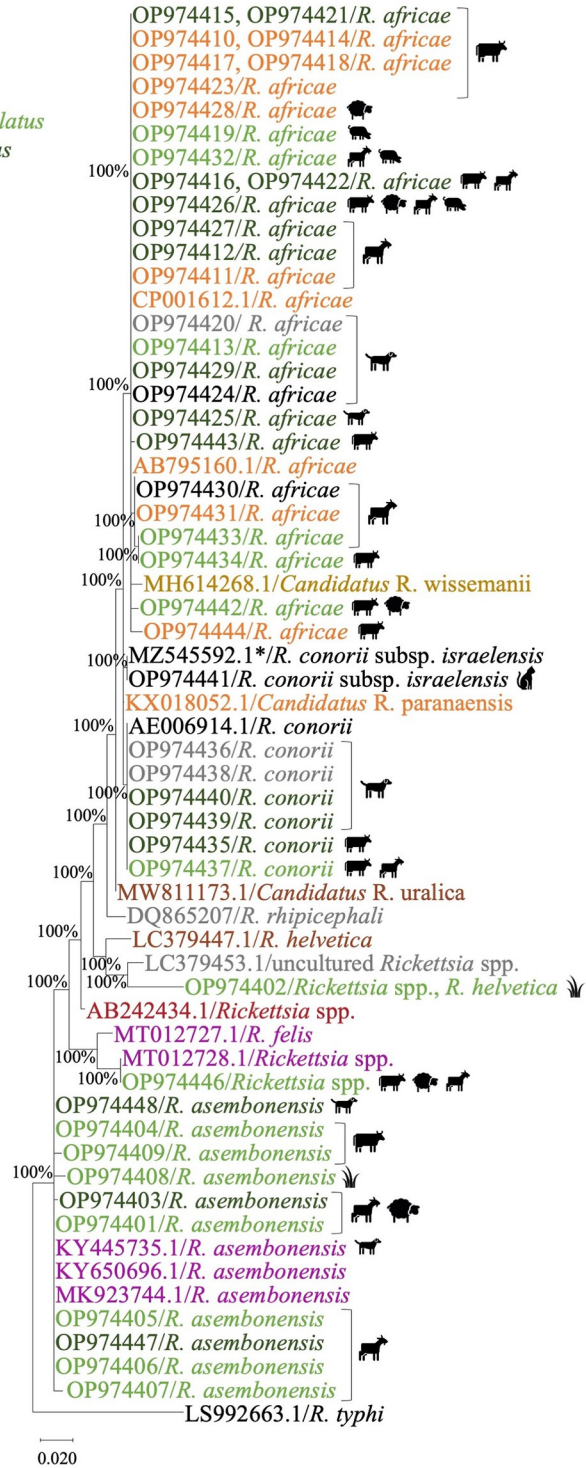 OP974415, OP974421/R. africae
OP974410, OP974414/R. africae
OP974417, OP974418/R. africae
OP974423/R. africae
OP974428/R. africae
latus
OP974419/R. africae
us
OP974432/R. africae
100%
OP974416, OP974422/R. africae
OP974426/R. africae
OP974427/R. africae
OP974412/R. africae
OP974411/R. africae
CP001612.1/R. africae
OP974420/ R. africae
OP974413/R. africae
OP974429/R. africae
100%
OP974424/R. africae
OP974425/R. africae
OP974443/R. africae
AB795160.1/R. africae
OP974430/R. africae
OP974431/R. africae
100%
OP974433/R. africae
100%
OP974434/R. africae
100%
MH614268.1/Candidatus R. wissemanii
OP974442/R. africae
OP974444/R. africae
100%
MZ545592.1*/R. conorii subsp. israelensis
OP974441/R. conorii subsp. israelensis
KX018052.1/Candidatus R. paranaensis
100%
AE006914.1/R. conorii
OP974436/R. conorii
OP974438/R. conorii
100%
OP974440/R. conorii
100%
OP974439/R. conorii
OP974435/R. conorii
100%
OP974437/R. conorii
MW811173.1/Candidatus R. uralica
DQ865207/R. rhipicephali
100%
LC379447.1/R. helvetica
100%
LC379453.1/uncultured Rickettsia spp.
100%
100%
OP974402/Rickettsia spp., R. helvetica
AB242434.1/Rickettsia spp.
MT012727.1/R. felis
100%
MT012728.1/Rickettsia spp.
100%
OP974446/Rickettsia spp.
OP974448/R. asembonensis
OP974404/R. asembonensis
OP974409/R. asembonensis
100%
OP974408/R. asembonensis
OP974403/R. asembonensis
OP974401/R. asembonensis
KY445735.1/R. asembonensis
KY650696.1/R. asembonensis
MK923744.1/R. asembonensis
OP974405/R. asembonensis
OP974447/R. asembonensis
OP974406/R. asembonensis
OP974407/R. asembonensis
LS992663.1/R. typhi
0.020